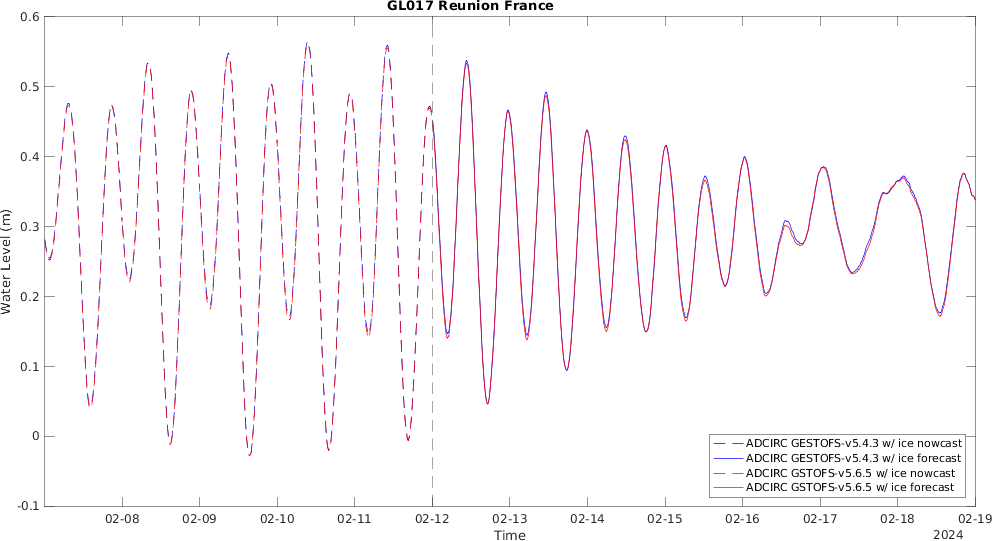 GL017 Reunion France
0.6
0.5
0.4
0.3
0.2
0.1
0
-0.1
Water Level (m)
02-08 02-09 02-10 02-11 02-12 02-13 02-14 02-15 02-16 02-17 02-18 02-19
Time
2024
ADCIRC GESTOFS-v5.4.3 w/ ice nowcast
ADCIRC GESTOFS-v5.4.3 w/ ice forecast
ADCIRC GSTOFS-v5.6.5 w/ ice nowcast
ADCIRC GSTOFS-v5.6.5 w/ ice forecast